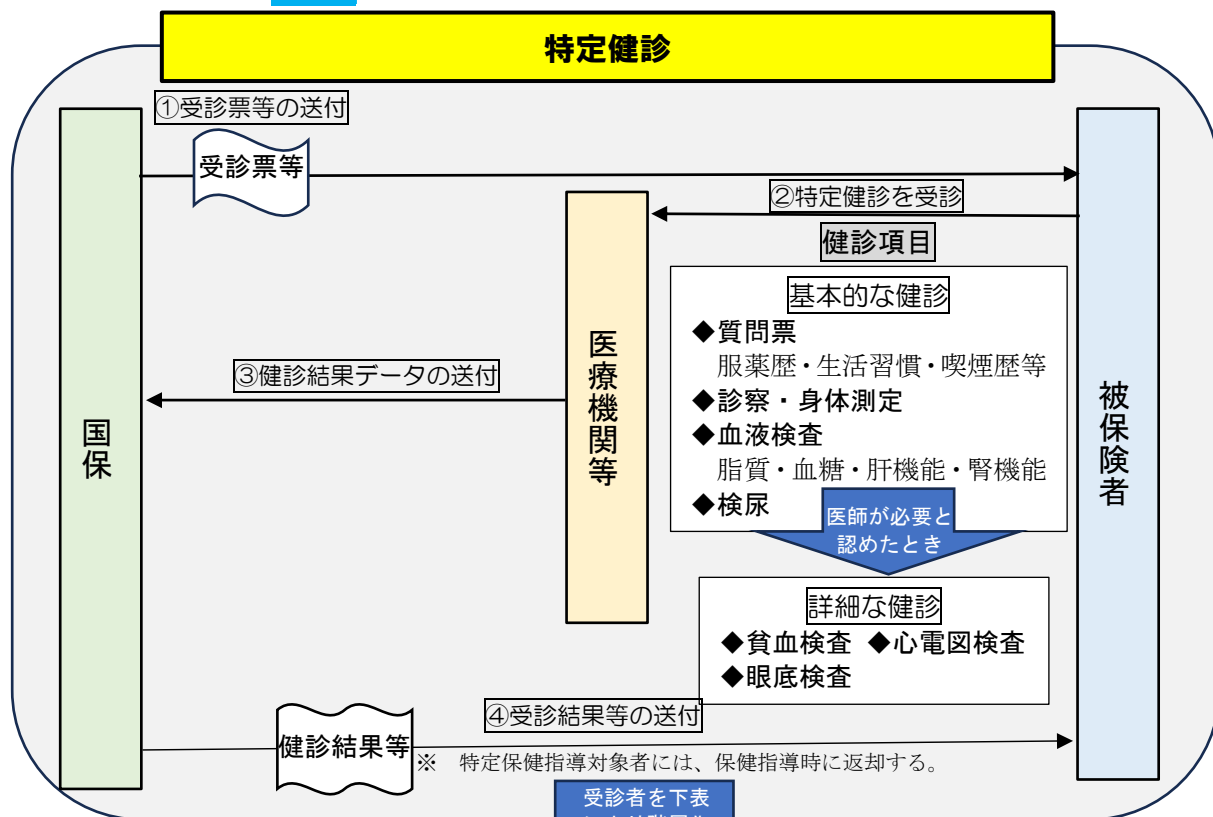 特定健診
①受診票等の送付
受診票等
②特定健診を受診
健診項目
基本的な健診
◆質問票
服薬歴・生活習慣・喫煙歴等
◆診察・身体測定
◆血液検査
脂質・血糖・肝機能・腎機能
◆検尿
医師が必要と
認めたとき
③健診結果データの送付
国保
医療機関等
被保険者
詳細な健診
◆貧血検査 ◆心電図検査
◆眼底検査
④受診結果等の送付
健診結果等
※ 特定保健指導対象者には、保健指導時に返却する。
受診者を下表